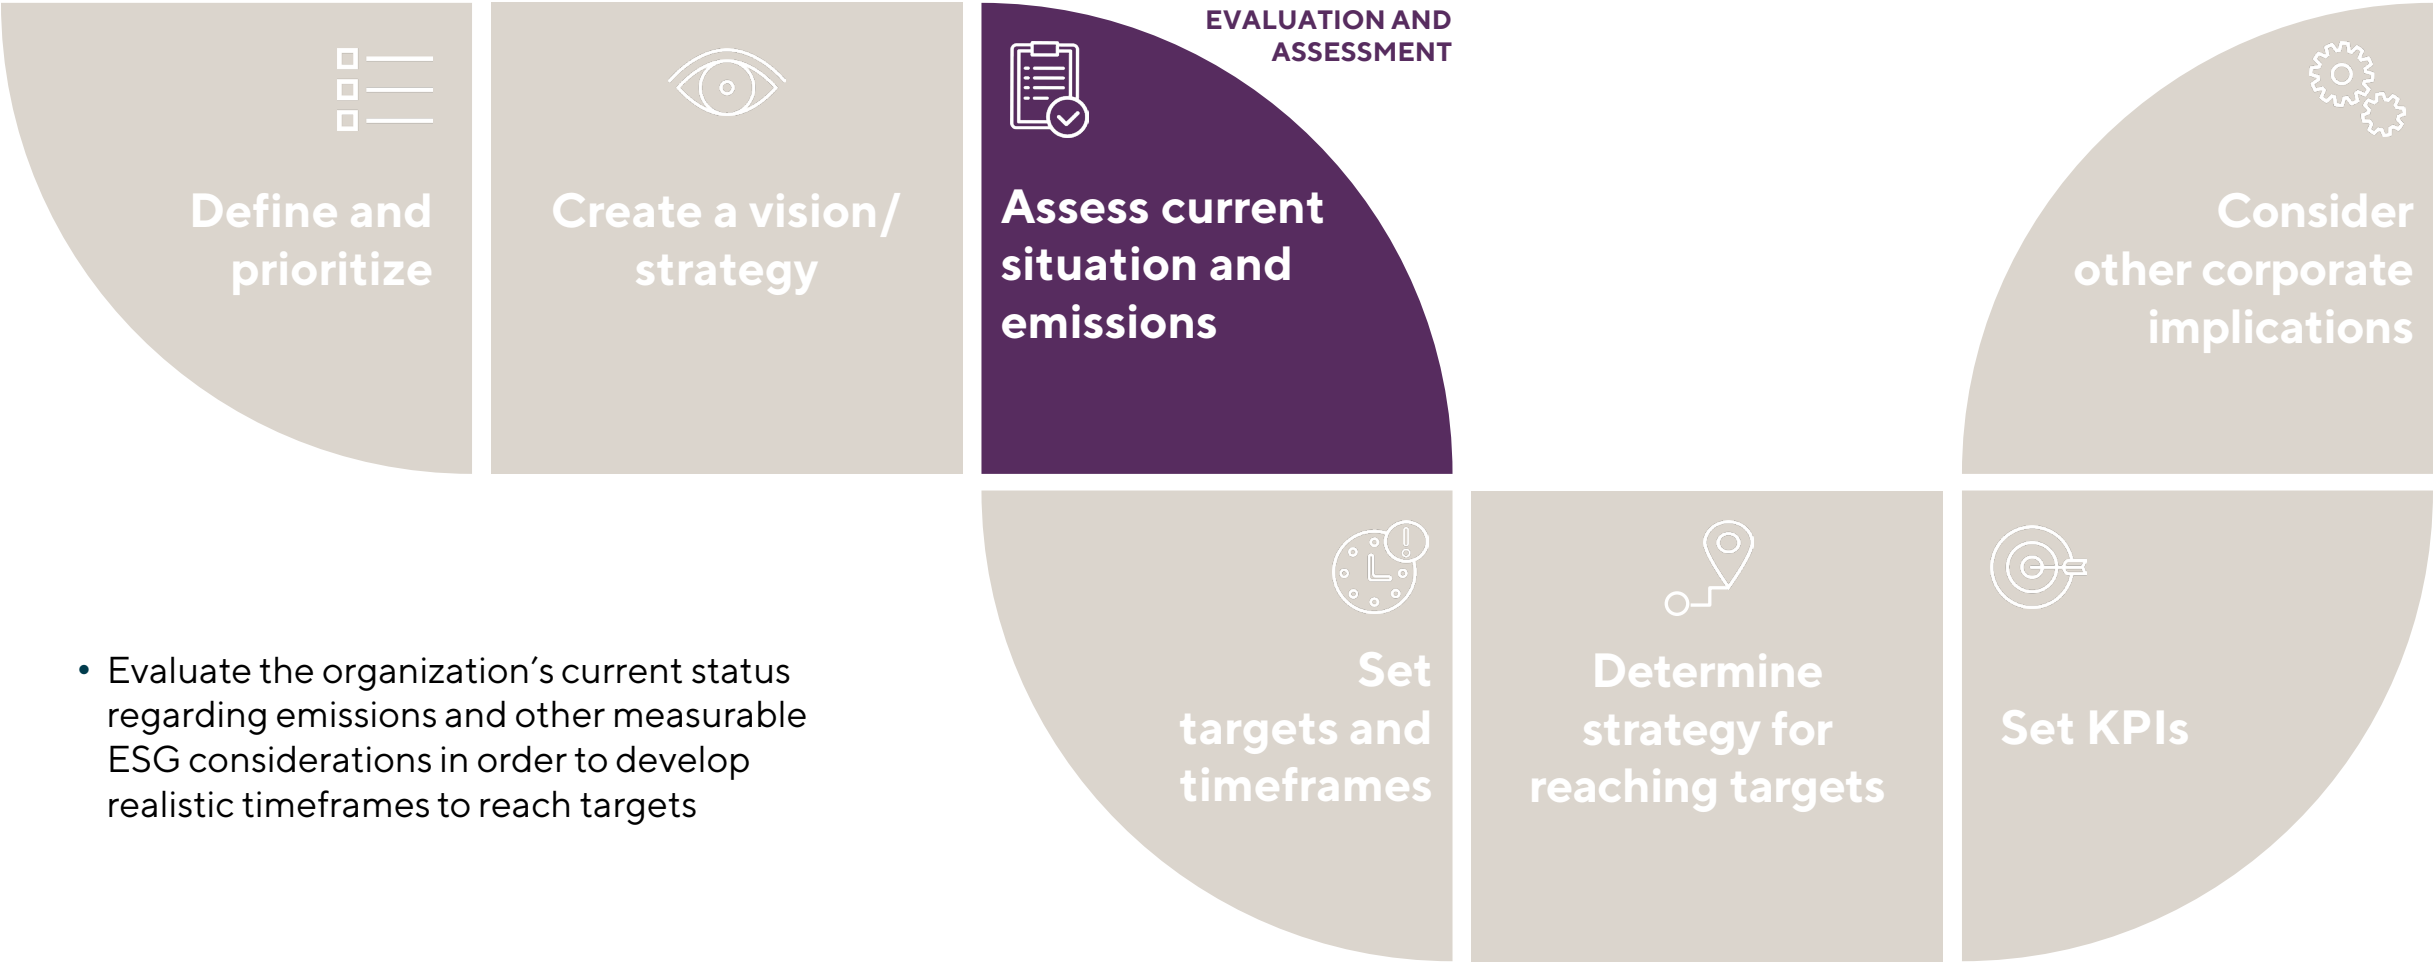 Define and
prioritize
Create a vision/
strategy
EVALUATION AND
ASSESSMENT
Assess current
situation and
emissions
Consider
other corporate
implications
Set
targets and
timeframes
Determine
strategy for
reaching targets
Set KPIs
• Evaluate the organization’s current status
regarding emissions and other measurable
ESG considerations in order to develop
realistic timeframes to reach targets